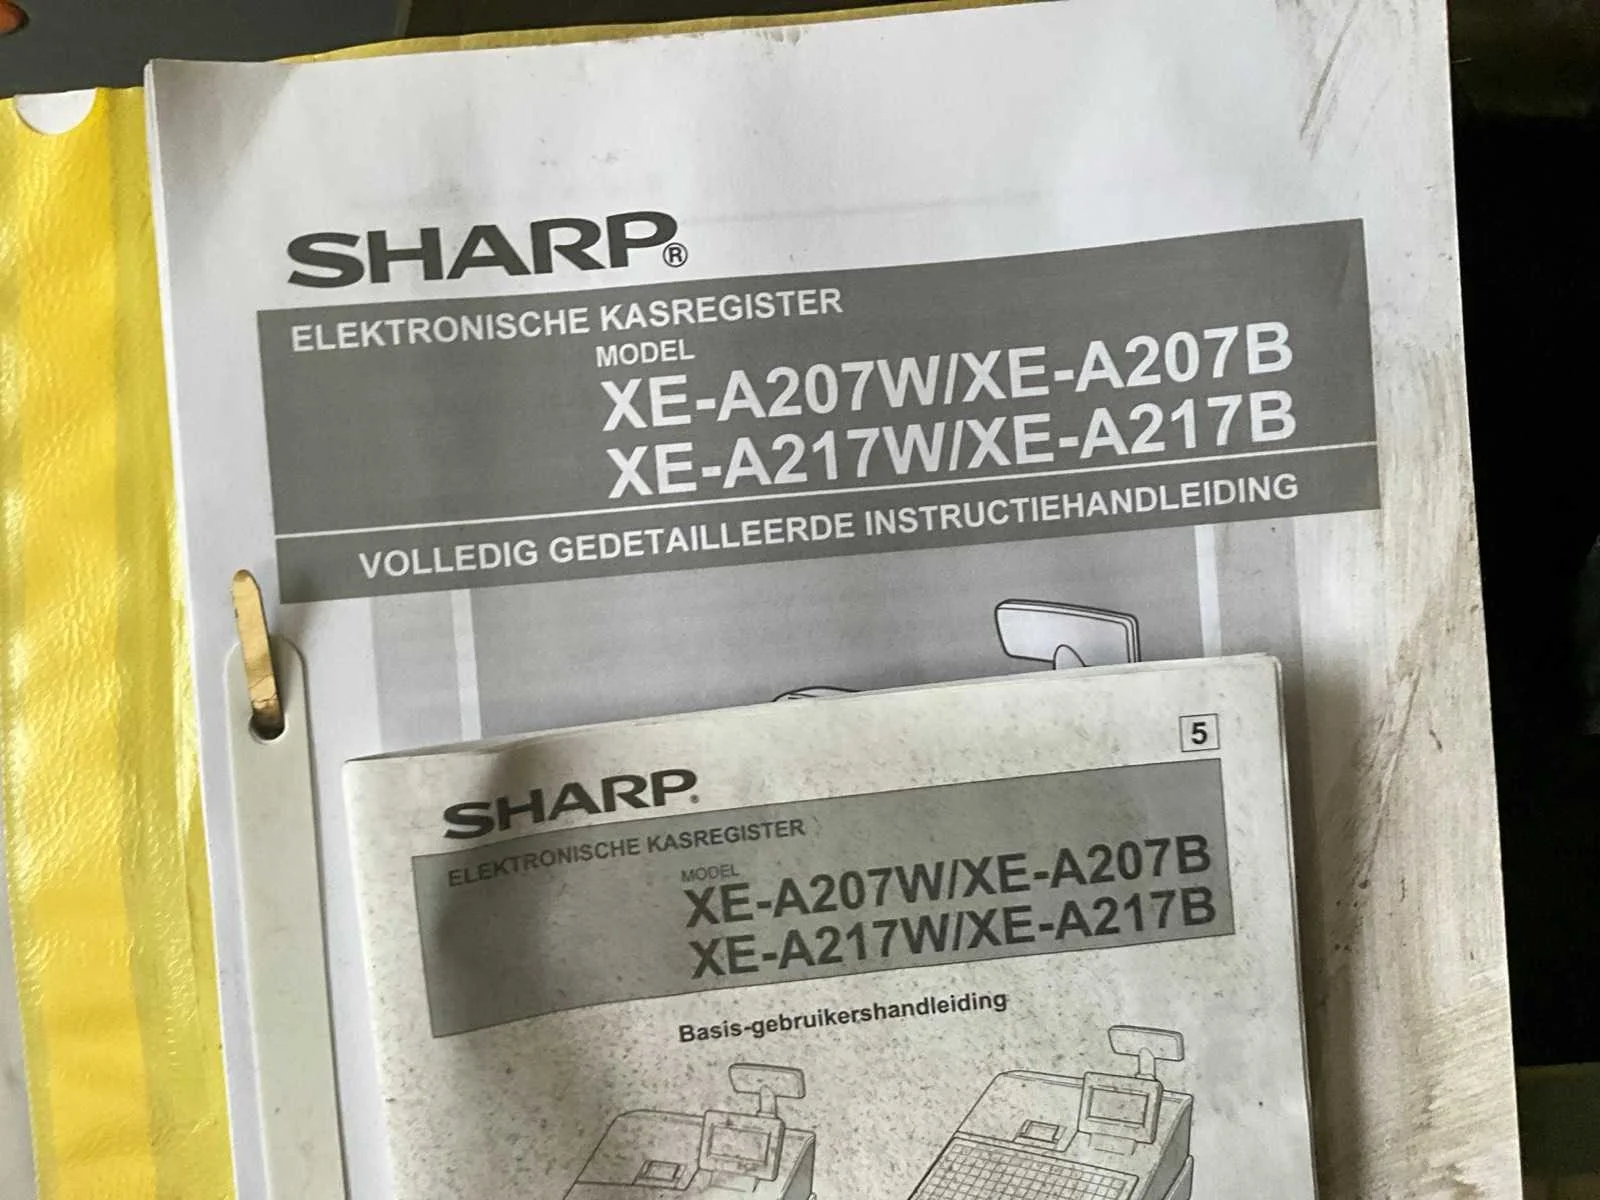 SHARP®
ELEKTRONISCHE KASREGISTER
MODEL
XE-A207W/XE-A207B
XE-A217W/XE-A217B
VOLLEDIG GEDETAILLEERDE INSTRUCTIEHANDLEIDING
5
SHARP®
ELEKTRONISCHE KASREGISTER
MODEL
XE-A207W/XE-A207B
XE-A217W/XE-A217B
Basis-gebruikershandleiding